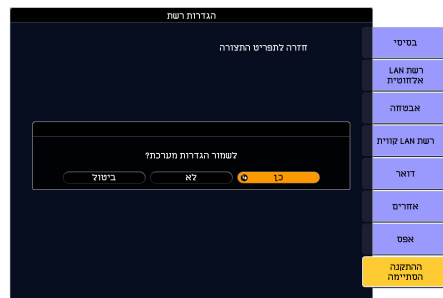 הגדרות רשת
חזרה לתפריט התצורה
בסיסי
רשת LAN
אלחוטית
אבטחה
רשת LAN קווית
דואר
אחרים
אפס
ההתקנה
הסתיימה
לשמור הגדרות מערכת?
כן
לא
ביטול